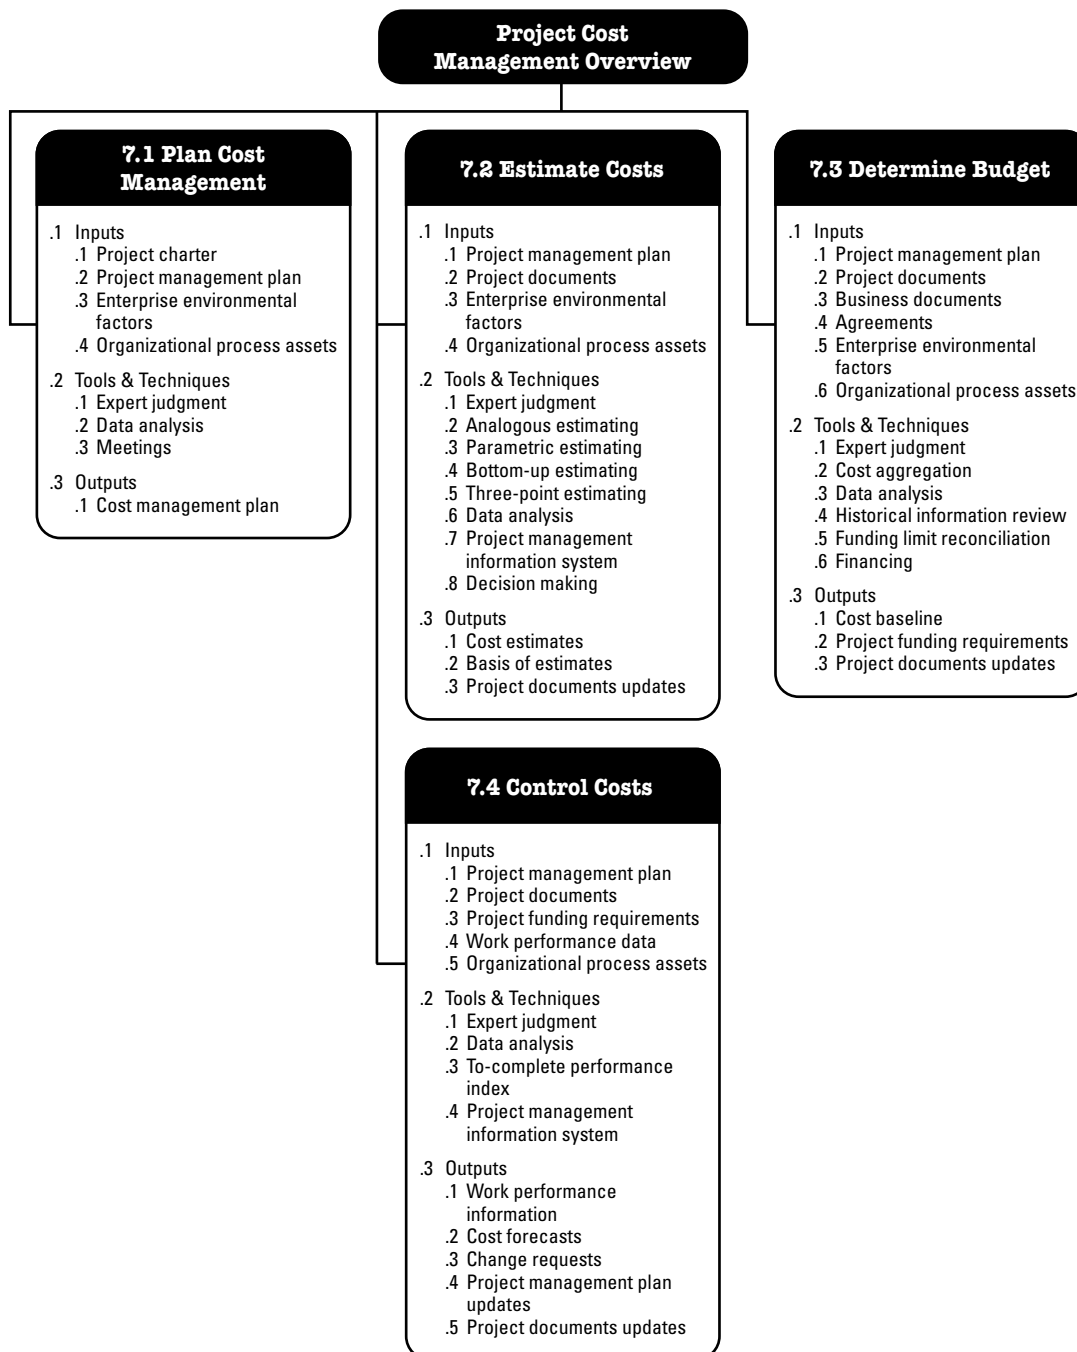 Project Cost
Management Overview
7.1 Plan Cost
Management
.1 Inputs
.1 Project charter
.2 Project management plan
.3 Enterprise environmental
factors
.4 Organizational process assets
.2 Tools & Techniques
.1 Expert judgment
.2 Data analysis
.3 Meetings
.3 Outputs
.1 Cost management plan
7.2 Estimate Costs
.1 Inputs
.1 Project management plan
.2 Project documents
.3 Enterprise environmental
factors
.4 Organizational process assets
.2 Tools & Techniques
.1 Expert judgment
.2 Analogous estimating
.3 Parametric estimating
.4 Bottom-up estimating
.5 Three-point estimating
.6 Data analysis
.7 Project management
information system
.8 Decision making
.3 Outputs
.1 Cost estimates
.2 Basis of estimates
.3 Project documents updates
7.3 Determine Budget
.1 Inputs
.1 Project management plan
.2 Project documents
.3 Business documents
.4 Agreements
.5 Enterprise environmental
factors
.6 Organizational process assets
.2 Tools & Techniques
.1 Expert judgment
.2 Cost aggregation
.3 Data analysis
.4 Historical information review
.5 Funding limit reconciliation
.6 Financing
.3 Outputs
.1 Cost baseline
.2 Project funding requirements
.3 Project documents updates
7.4 Control Costs
.1 Inputs
.1 Project management plan
.2 Project documents
.3 Project funding requirements
.4 Work performance data
.5 Organizational process assets
.2 Tools & Techniques
.1 Expert judgment
.2 Data analysis
.3 To-complete performance
index
.4 Project management
information system
.3 Outputs
.1 Work performance
information
.2 Cost forecasts
.3 Change requests
.4 Project management plan
updates
.5 Project documents updates